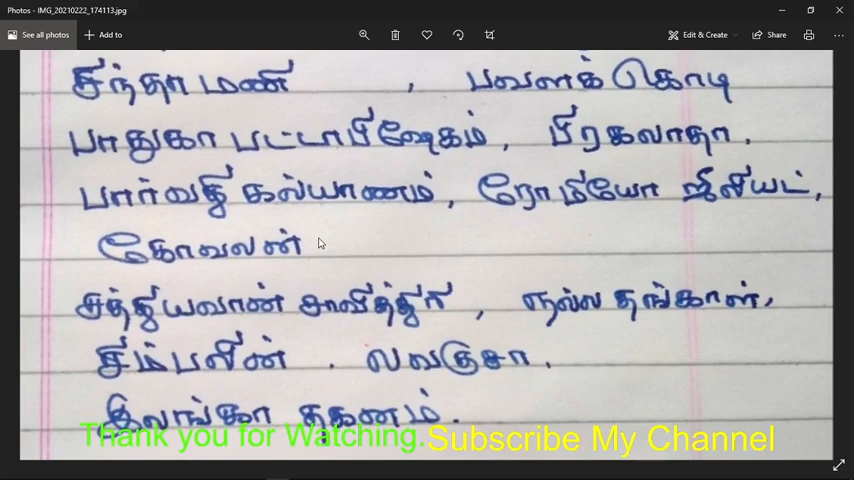 Photos - IMG_20210222_174113.jpg
See all photos + Add to Edit & Create Share
சிந்தாமணி , பவளக் கொடி
பாதுகா பட்டாபிஷேகம் , பிரகலாதா .
பார்வதி கல்யாணம் , ரோமியோ ஜூலியட் ,
கோவலன்
சத்தியவான் சாவித்திரி , நல்ல தங்காள் ,
சிம்பலின் . லவகுசா .
இலங்கா தகனம் .
Thank you for Watching. Subscribe My Channel